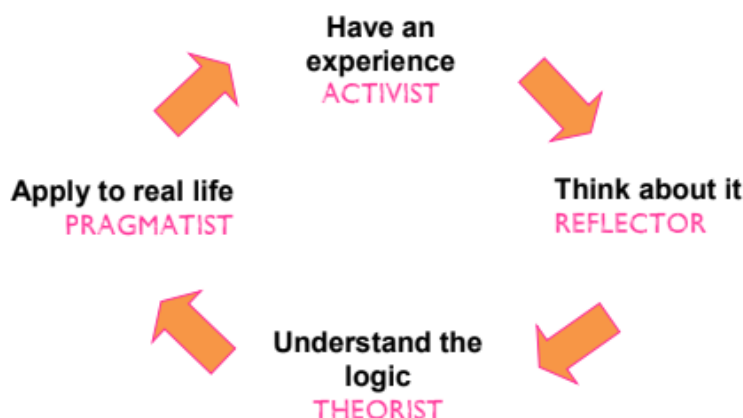 Have an
experience
ACTIVIST
Think about it
REFLECTOR
Understand the
logic
THEORIST
Apply to real life
PRAGMATIST